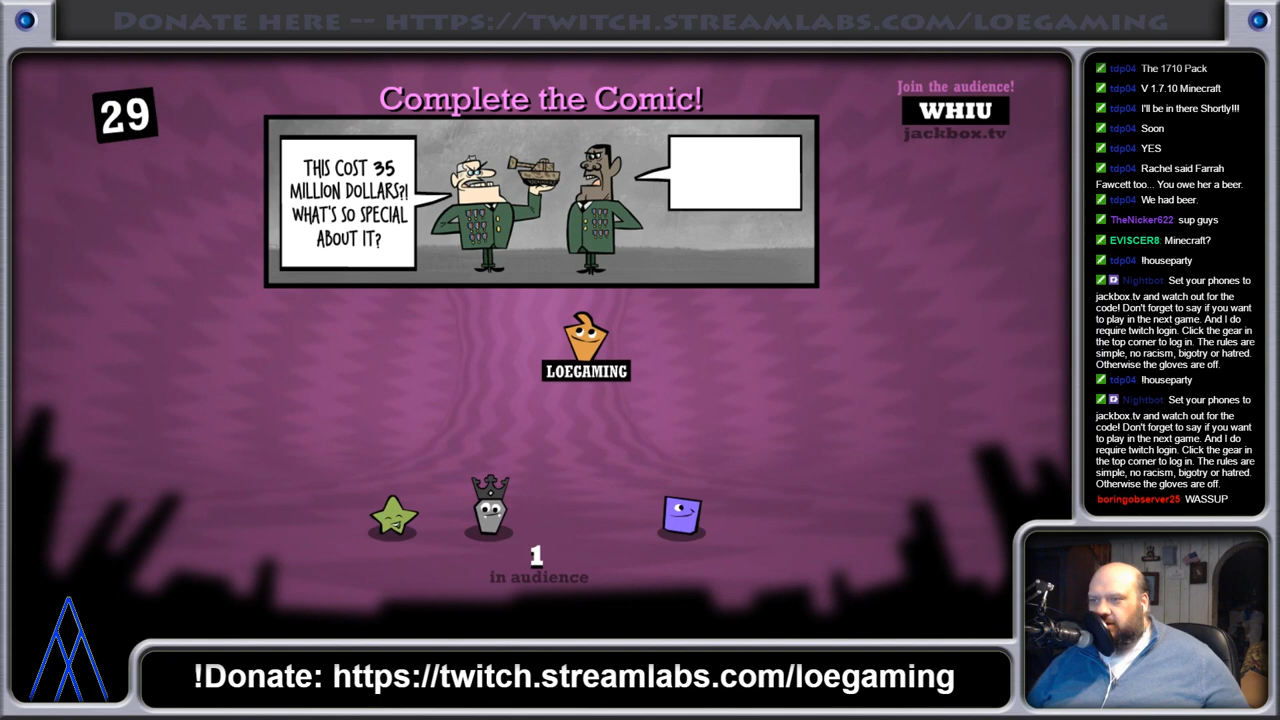 Donate here -- https://twitch.streamlabs.com/loegaming
29
Complete the Comic!
Join the audience!
WHIU
jackbox.tv
THIS COST 35
MILLION DOLLARS?!
WHAT'S SO SPECIAL
ABOUT IT?
LOEGAMING
1
in audience
tdp04 The 1710 Pack
tdp04 V 1.7.10 Minecraft
tdp04 I'll be in there Shortly!!!
tdp04 Soon
tdp04 YES
tdp04 Rachel said Farrah
Fawcett too... You owe her a beer.
tdp04 We had beer.
TheNicker622 sup guys
EVISCER8: Minecraft?
tdp04 !houseparty
Nightbot Set your phones to
jackbox.tv and watch out for the
code! Don't forget to say if you want
to play in the next game. And I do
require twitch login. Click the gear in
the top corner to log in. The rules are
simple, no racism, bigotry or hatred.
Otherwise the gloves are off.
tdp04 !houseparty
Nightbot Set your phones to
jackbox.tv and watch out for the
code! Don't forget to say if you want
to play in the next game. And I do
require twitch login. Click the gear in
the top corner to log in. The rules are
simple, no racism, bigotry or hatred.
Otherwise the gloves are off.
boringobserver25 WASSUP
!Donate: https://twitch.streamlabs.com/loegaming